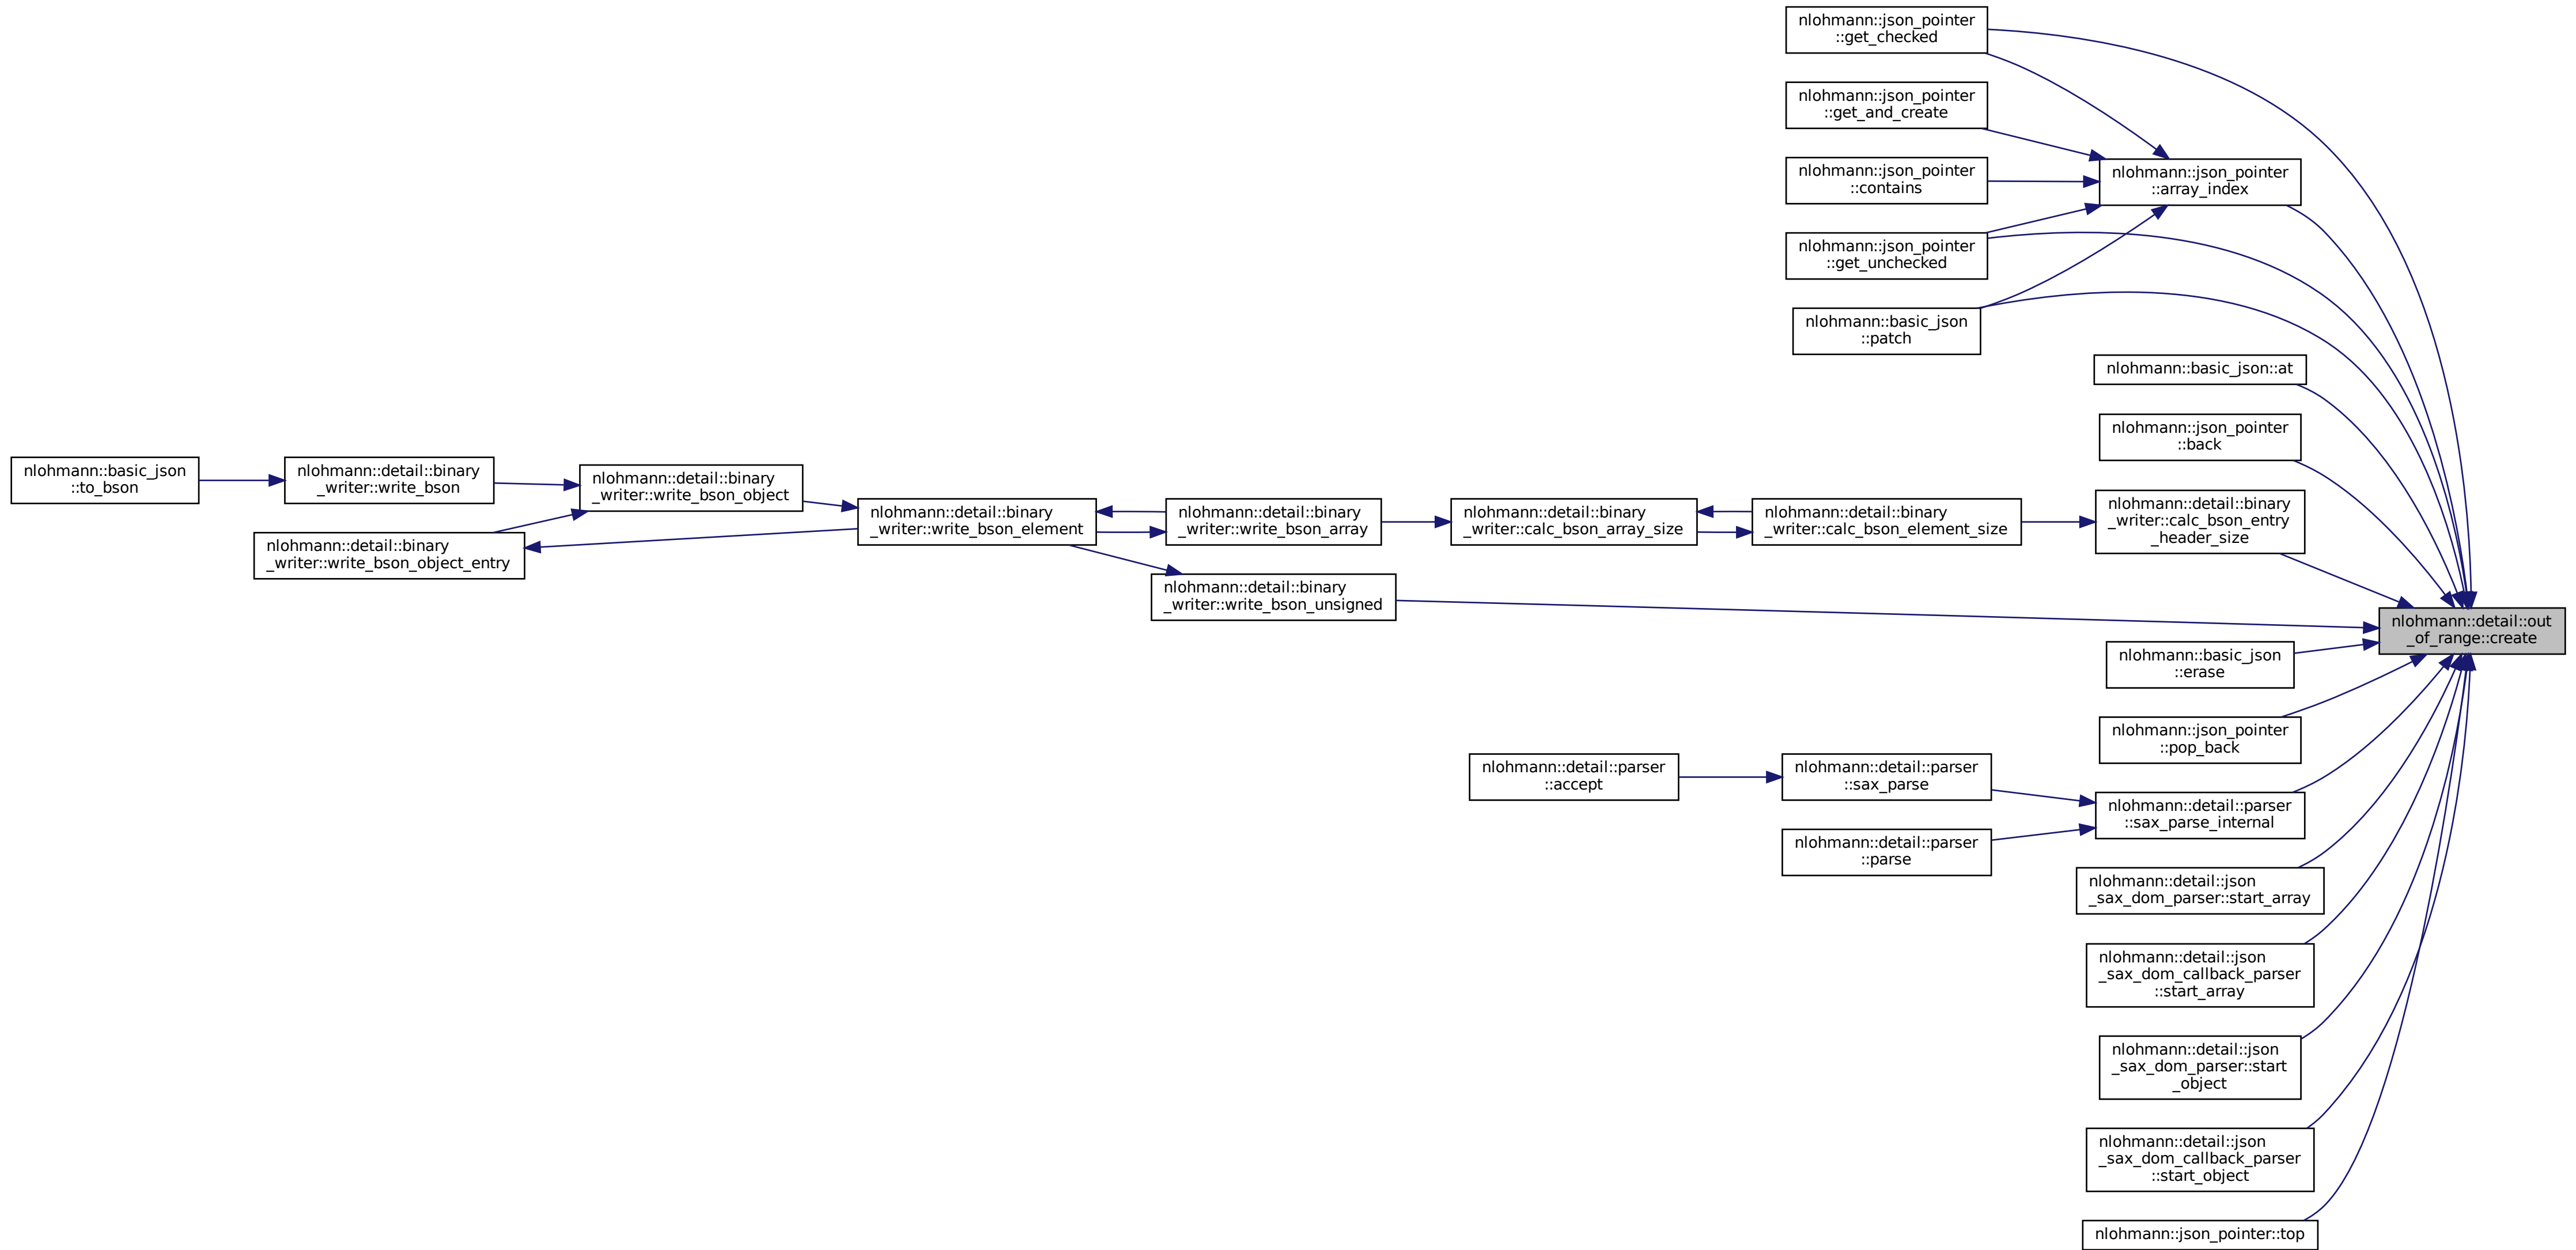 nlohmann::json_pointer
::get_checked
nlohmann::json_pointer
::get_and_create
nlohmann::json_pointer
::contains
nlohmann::json_pointer
::array_index
nlohmann::json_pointer
::get_unchecked
nlohmann::basic_json
::patch
nlohmann::basic_json::at
nlohmann::json_pointer
::back
nlohmann::basic_json
::to_bson
nlohmann::detail::binary
_writer::write_bson
nlohmann::detail::binary
_writer::write_bson_object
nlohmann::detail::binary
_writer::write_bson_object_entry
nlohmann::detail::binary
_writer::write_bson_element
nlohmann::detail::binary
_writer::write_bson_array
nlohmann::detail::binary
_writer::calc_bson_array_size
nlohmann::detail::binary
_writer::calc_bson_element_size
nlohmann::detail::binary
_writer::calc_bson_entry
_header_size
nlohmann::detail::binary
_writer::write_bson_unsigned
nlohmann::detail::out
_of_range::create
nlohmann::basic_json
::erase
nlohmann::json_pointer
::pop_back
nlohmann::detail::parser
::accept
nlohmann::detail::parser
::sax_parse
nlohmann::detail::parser
::sax_parse_internal
nlohmann::detail::parser
::parse
nlohmann::detail::json
_sax_dom_parser::start_array
nlohmann::detail::json
_sax_dom_callback_parser
::start_array
nlohmann::detail::json
_sax_dom_parser::start
_object
nlohmann::detail::json
_sax_dom_callback_parser
::start_object
nlohmann::json_pointer::top